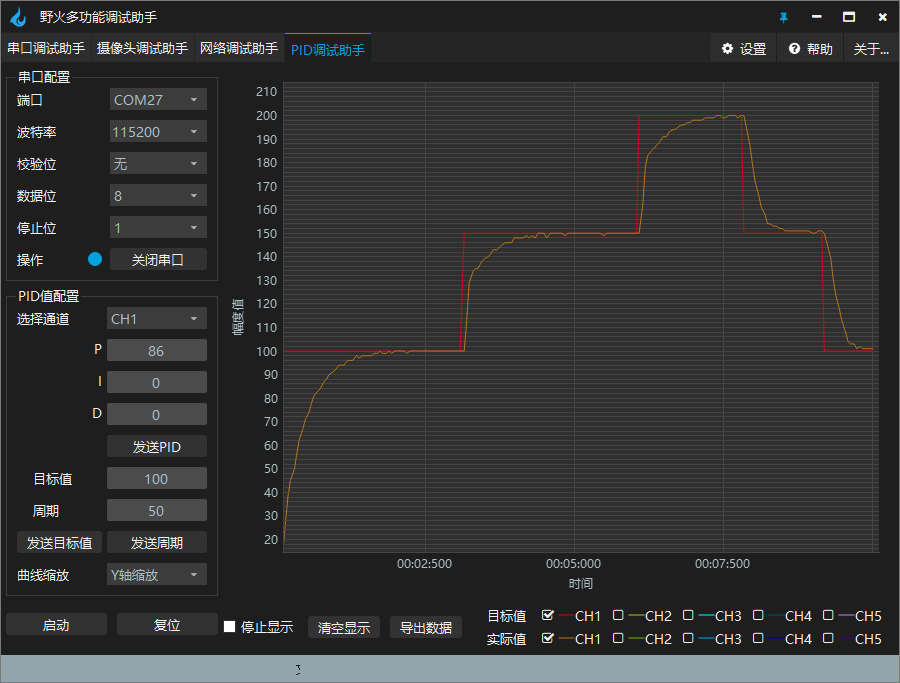 野火多功能调试助手
串口调试助手 摄像头调试助手 网络调试助手 PID调试助手 设置 帮助 关于...
串口配置
端口 COM27
波特率 115200
校验位 无
数据位 8
停止位 1
操作 关闭串口
PID值配置
选择通道 CH1
P 86
I 0
D 0
发送PID
目标值 100
周期 50
发送目标值 发送周期
曲线缩放 Y轴缩放
启动 复位
幅度值
210
200
190
180
170
160
150
140
130
120
110
100
90
80
70
60
50
40
30
20
00:02:500 00:05:000 00:07:500
时间
停止显示 清空显示 导出数据
目标值 CH1 CH2 CH3 CH4 CH5
实际值 CH1 CH2 CH3 CH4 CH5